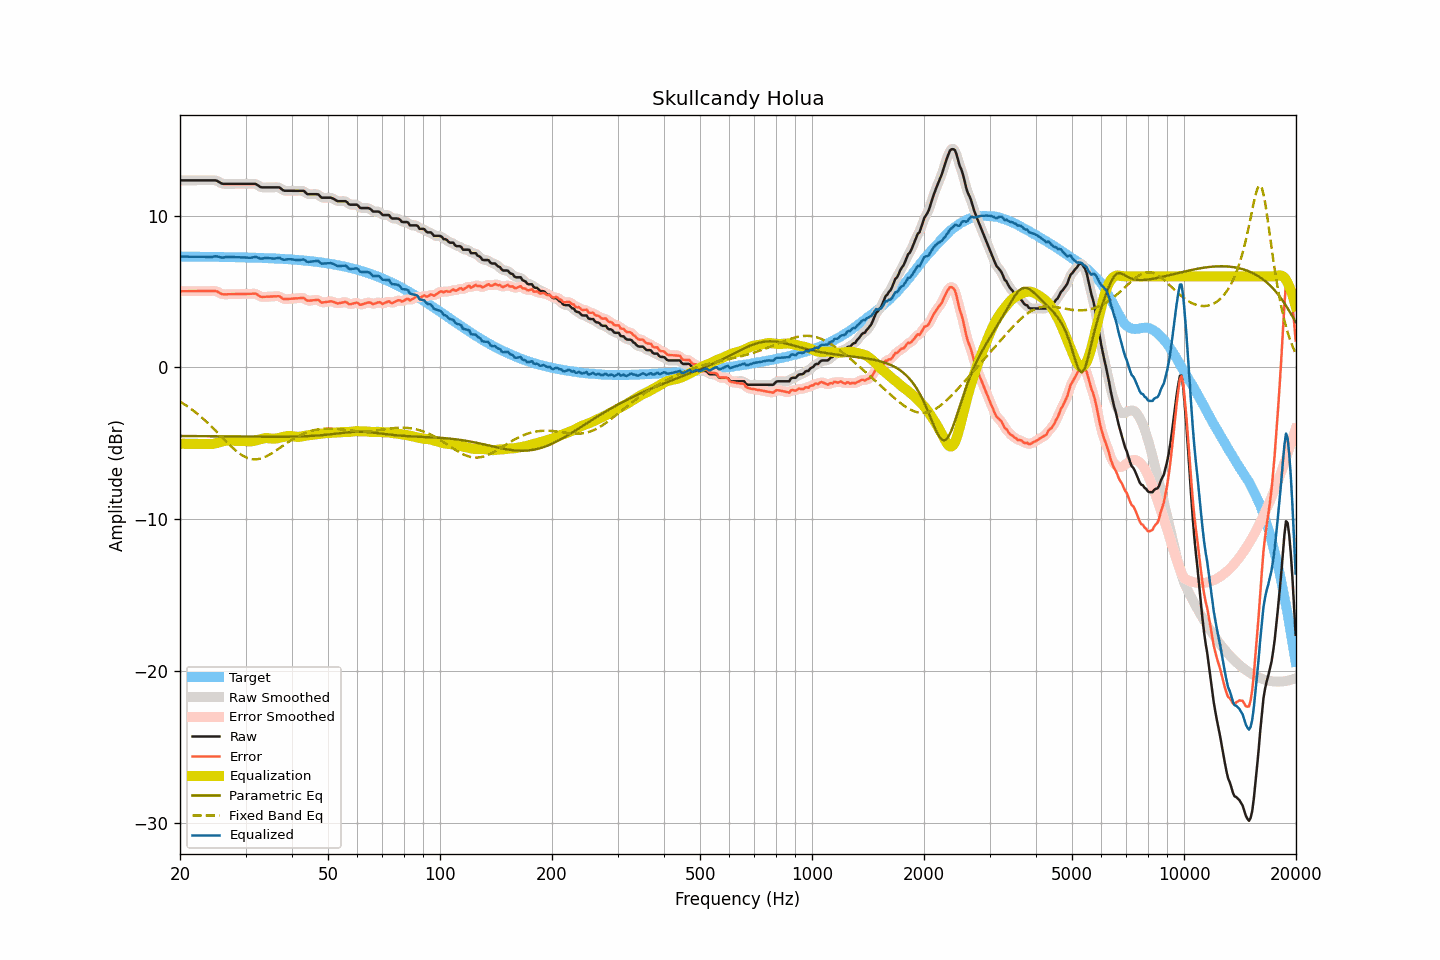 Skullcandy Holua
Amplitude (dBr)
10
0
−10
−20
−30
Target
Raw Smoothed
Error Smoothed
Raw
Error
Equalization
Parametric Eq
Fixed Band Eq
Equalized
20 50 100 200 500 1000 2000 5000 10000 20000
Frequency (Hz)